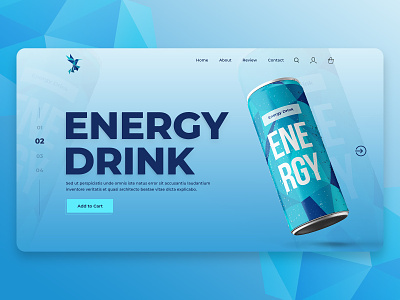 Home About Review Contact
ENERGY
DRINK
01
02
03
04
Sed ut perspiciatis unde omnis iste natus error sit accusantiu laudantium
inventore veritatis et quasi architecto beatae vitae dicta explicabo.
Add to Cart
Energy Drink
ENE
RGY